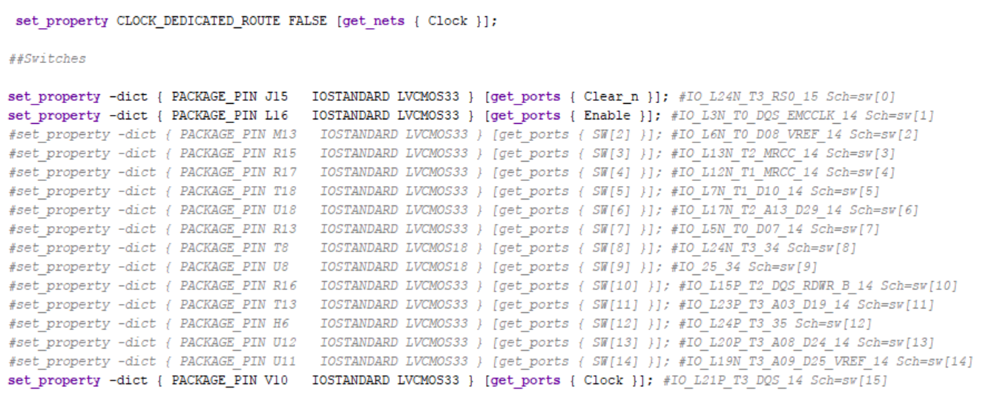 set_property CLOCK_DEDICATED_ROUTE FALSE [get_nets { Clock }];
##Switches
set_property -dict { PACKAGE_PIN J15   IOSTANDARD LVCMOS33 } [get_ports { Clear_n }]; #IO_L24N_T3_RS0_15 Sch=sw[0]
set_property -dict { PACKAGE_PIN L16   IOSTANDARD LVCMOS33 } [get_ports { Enable }]; #IO_L3N_T0_DQS_EMCCLK_14 Sch=sw[1]
#set_property -dict { PACKAGE_PIN M13   IOSTANDARD LVCMOS33 } [get_ports { SW[2] }]; #IO_L6N_T0_D08_VREF_14 Sch=sw[2]
#set_property -dict { PACKAGE_PIN R15   IOSTANDARD LVCMOS33 } [get_ports { SW[3] }]; #IO_L13N_T2_MRCC_14 Sch=sw[3]
#set_property -dict { PACKAGE_PIN R17   IOSTANDARD LVCMOS33 } [get_ports { SW[4] }]; #IO_L12N_T1_MRCC_14 Sch=sw[4]
#set_property -dict { PACKAGE_PIN T18   IOSTANDARD LVCMOS33 } [get_ports { SW[5] }]; #IO_L7N_T1_D10_14 Sch=sw[5]
#set_property -dict { PACKAGE_PIN U18   IOSTANDARD LVCMOS33 } [get_ports { SW[6] }]; #IO_L17N_T2_A13_D29_14 Sch=sw[6]
#set_property -dict { PACKAGE_PIN R13   IOSTANDARD LVCMOS33 } [get_ports { SW[7] }]; #IO_L5N_T0_D07_14 Sch=sw[7]
#set_property -dict { PACKAGE_PIN T8    IOSTANDARD LVCMOS18 } [get_ports { SW[8] }]; #IO_L24N_T3_34 Sch=sw[8]
#set_property -dict { PACKAGE_PIN U8    IOSTANDARD LVCMOS18 } [get_ports { SW[9] }]; #IO_25_34 Sch=sw[9]
#set_property -dict { PACKAGE_PIN R16   IOSTANDARD LVCMOS33 } [get_ports { SW[10] }]; #IO_L15P_T2_DQS_RDWR_B_14 Sch=sw[10]
#set_property -dict { PACKAGE_PIN T13   IOSTANDARD LVCMOS33 } [get_ports { SW[11] }]; #IO_L23P_T3_A03_D19_14 Sch=sw[11]
#set_property -dict { PACKAGE_PIN H6    IOSTANDARD LVCMOS33 } [get_ports { SW[12] }]; #IO_L24P_T3_35 Sch=sw[12]
#set_property -dict { PACKAGE_PIN U12   IOSTANDARD LVCMOS33 } [get_ports { SW[13] }]; #IO_L20P_T3_A08_D24_14 Sch=sw[13]
#set_property -dict { PACKAGE_PIN U11   IOSTANDARD LVCMOS33 } [get_ports { SW[14] }]; #IO_L19N_T3_A09_D25_VREF_14 Sch=sw[14]
set_property -dict { PACKAGE_PIN V10   IOSTANDARD LVCMOS33 } [get_ports { Clock }]; #IO_L21P_T3_DQS_14 Sch=sw[15]